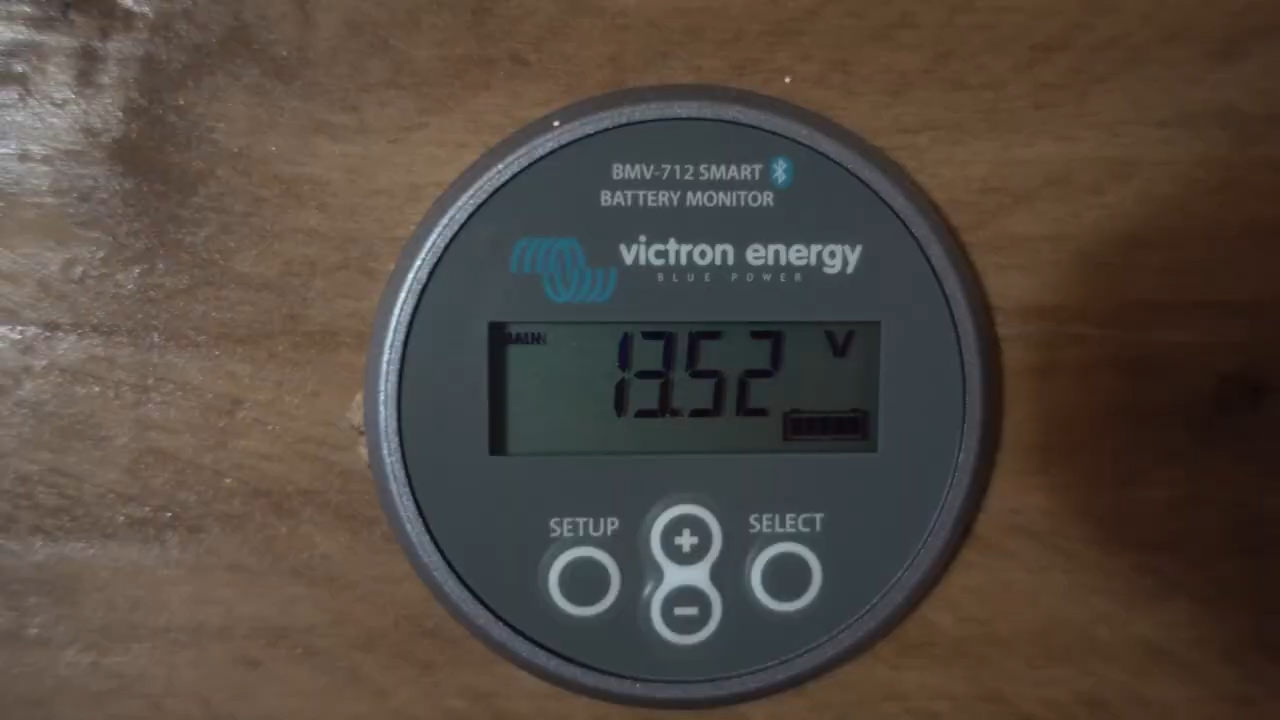 BMV-712 SMART
BATTERY MONITOR
victron energy
BLUE POWER
MAIN
13.52 V
SETUP
+
SELECT
−